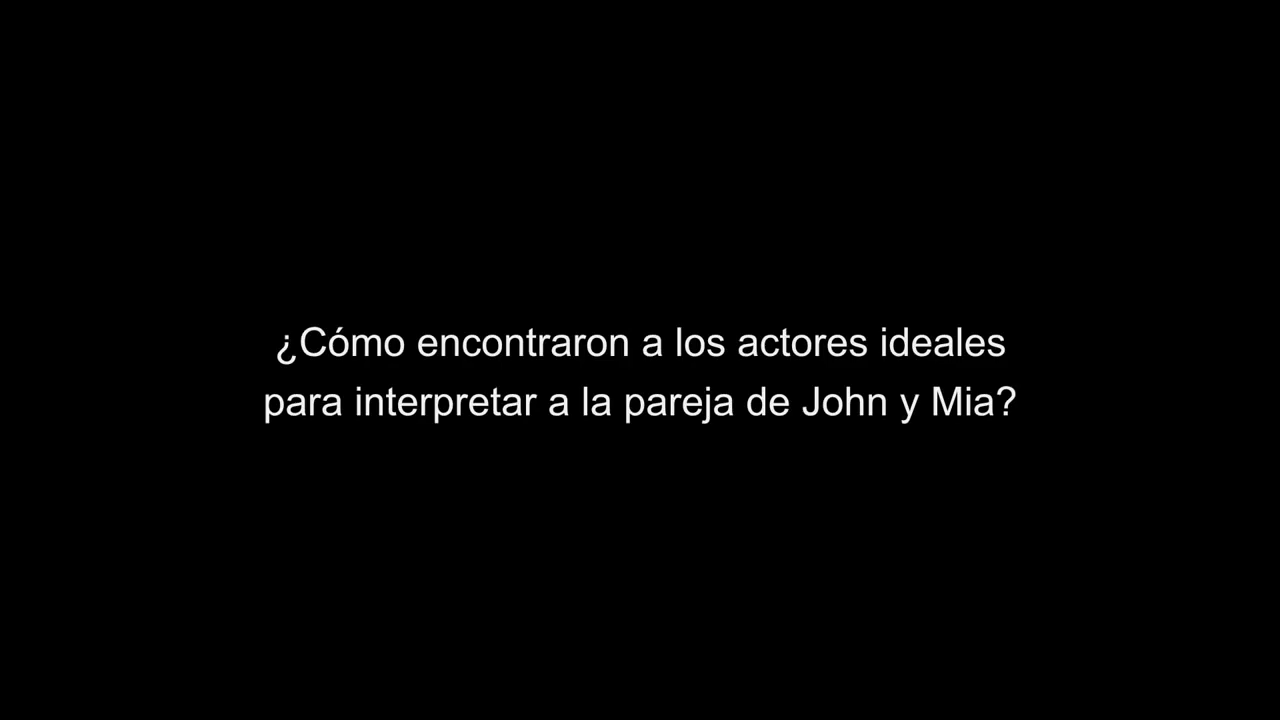 ¿Cómo encontraron a los actores ideales
para interpretar a la pareja de John y Mia?